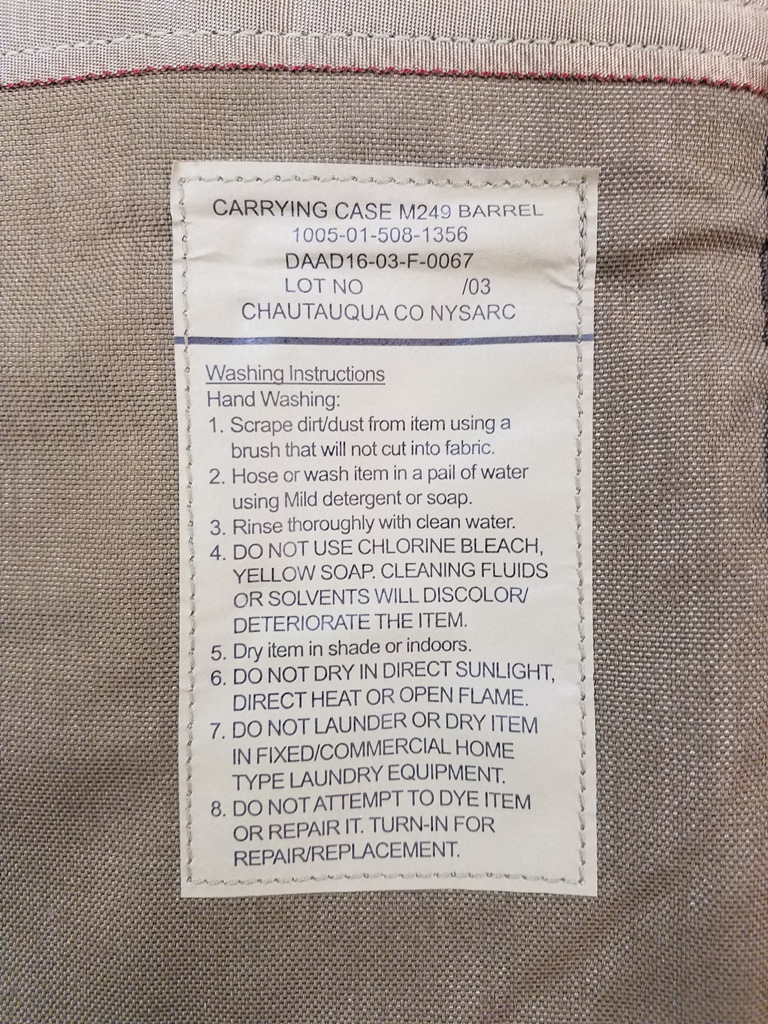 CARRYING CASE M249 BARREL
1005-01-508-1356
DAAD16-03-F-0067
LOT NO /03
CHAUTAUQUA CO NYSARC
Washing Instructions
Hand Washing:
1. Scrape dirt/dust from item using a
brush that will not cut into fabric.
2. Hose or wash item in a pail of water
using Mild detergent or soap.
3. Rinse thoroughly with clean water.
4. DO NOT USE CHLORINE BLEACH,
YELLOW SOAP. CLEANING FLUIDS
OR SOLVENTS WILL DISCOLOR/
DETERIORATE THE ITEM.
5. Dry item in shade or indoors.
6. DO NOT DRY IN DIRECT SUNLIGHT,
DIRECT HEAT OR OPEN FLAME.
7. DO NOT LAUNDER OR DRY ITEM
IN FIXED/COMMERCIAL HOME
TYPE LAUNDRY EQUIPMENT.
8. DO NOT ATTEMPT TO DYE ITEM
OR REPAIR IT. TURN-IN FOR
REPAIR/REPLACEMENT.